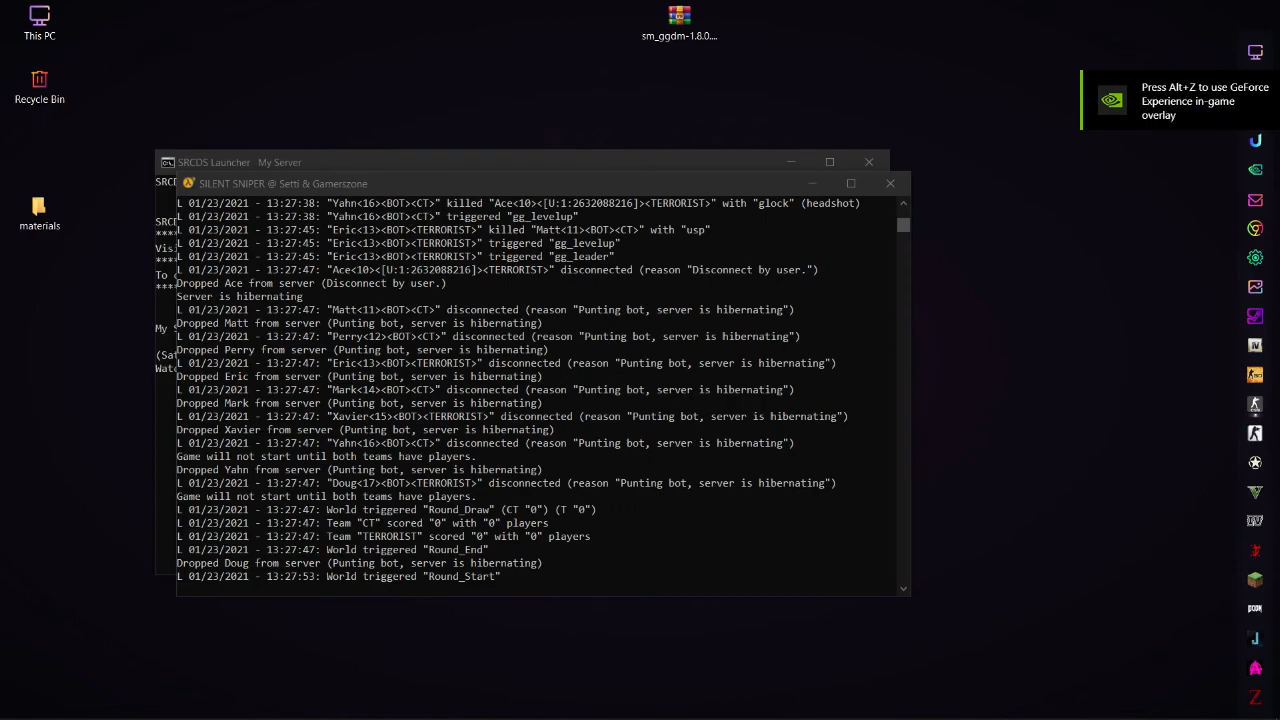 This PC
sm_ggdm-1.8.0....
Recycle Bin
Press Alt+Z to use GeForce
Experience in-game
overlay
materials
SRCDS Launcher   My Server
SILENT SNIPER @ Setti & Gamerszone
L 01/23/2021 - 13:27:38: "Yahn<16><BOT><CT>" killed "Ace<10><[U:1:2632088216]><TERRORIST>" with "glock" (headshot)
L 01/23/2021 - 13:27:38: "Yahn<16><BOT><CT>" triggered "gg_levelup"
L 01/23/2021 - 13:27:45: "Eric<13><BOT><TERRORIST>" killed "Matt<11><BOT><CT>" with "usp"
L 01/23/2021 - 13:27:45: "Eric<13><BOT><TERRORIST>" triggered "gg_levelup"
L 01/23/2021 - 13:27:45: "Eric<13><BOT><TERRORIST>" triggered "gg_leader"
L 01/23/2021 - 13:27:47: "Ace<10><[U:1:2632088216]><TERRORIST>" disconnected (reason "Disconnect by user.")
Dropped Ace from server (Disconnect by user.)
Server is hibernating
L 01/23/2021 - 13:27:47: "Matt<11><BOT><CT>" disconnected (reason "Punting bot, server is hibernating")
Dropped Matt from server (Punting bot, server is hibernating)
L 01/23/2021 - 13:27:47: "Perry<12><BOT><CT>" disconnected (reason "Punting bot, server is hibernating")
Dropped Perry from server (Punting bot, server is hibernating)
L 01/23/2021 - 13:27:47: "Eric<13><BOT><TERRORIST>" disconnected (reason "Punting bot, server is hibernating")
Dropped Eric from server (Punting bot, server is hibernating)
L 01/23/2021 - 13:27:47: "Mark<14><BOT><CT>" disconnected (reason "Punting bot, server is hibernating")
Dropped Mark from server (Punting bot, server is hibernating)
L 01/23/2021 - 13:27:47: "Xavier<15><BOT><TERRORIST>" disconnected (reason "Punting bot, server is hibernating")
Dropped Xavier from server (Punting bot, server is hibernating)
L 01/23/2021 - 13:27:47: "Yahn<16><BOT><CT>" disconnected (reason "Punting bot, server is hibernating")
Game will not start until both teams have players.
Dropped Yahn from server (Punting bot, server is hibernating)
L 01/23/2021 - 13:27:47: "Doug<17><BOT><TERRORIST>" disconnected (reason "Punting bot, server is hibernating")
Game will not start until both teams have players.
L 01/23/2021 - 13:27:47: World triggered "Round_Draw" (CT "0") (T "0")
L 01/23/2021 - 13:27:47: Team "CT" scored "0" with "0" players
L 01/23/2021 - 13:27:47: Team "TERRORIST" scored "0" with "0" players
L 01/23/2021 - 13:27:47: World triggered "Round_End"
Dropped Doug from server (Punting bot, server is hibernating)
L 01/23/2021 - 13:27:53: World triggered "Round_Start"